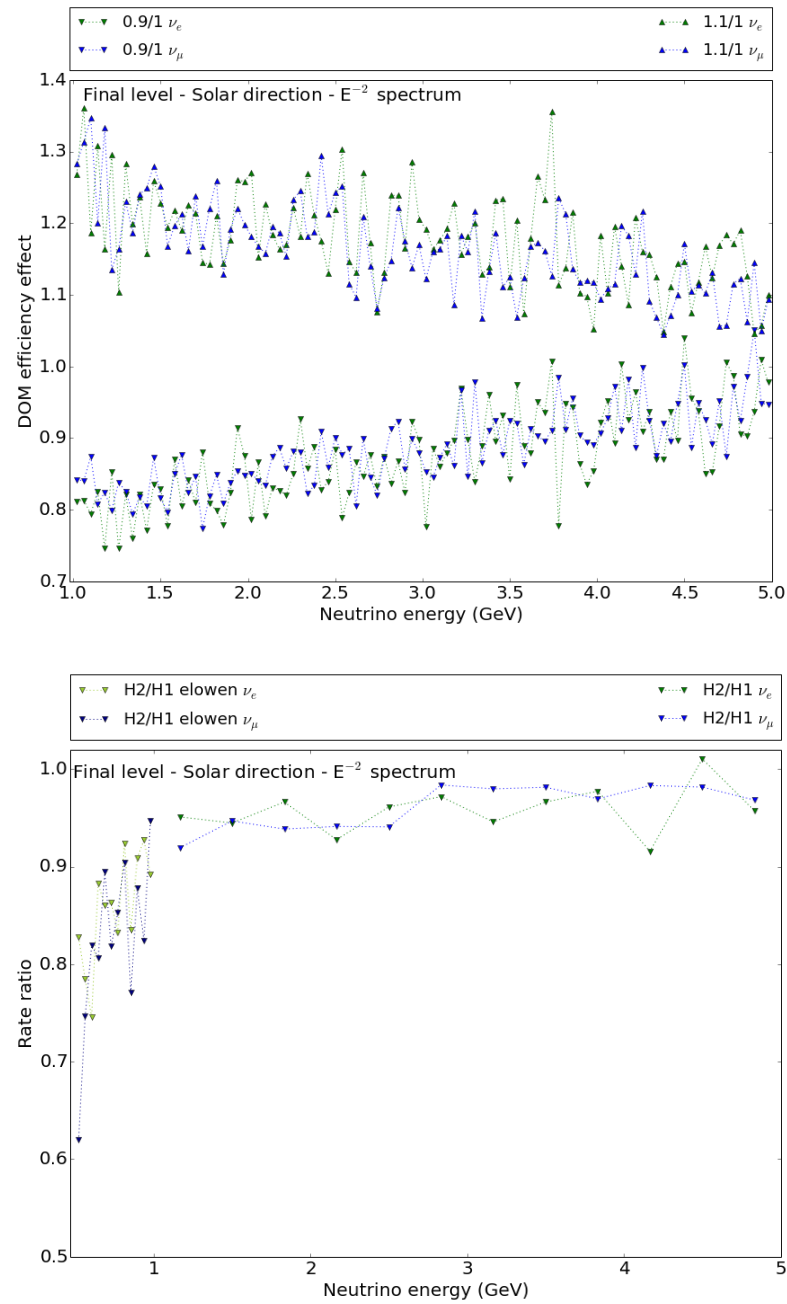 0.9/1 νe 1.1/1 νe
0.9/1 νμ 1.1/1 νμ
Final level - Solar direction - E⁻² spectrum
1.4
1.3
1.2
1.1
1.0
0.9
0.8
0.7
DOM efficiency effect
1.0 1.5 2.0 2.5 3.0 3.5 4.0 4.5 5.0
Neutrino energy (GeV)
H2/H1 elowen νe H2/H1 νe
H2/H1 elowen νμ H2/H1 νμ
Final level - Solar direction - E⁻² spectrum
1.0
0.9
0.8
0.7
0.6
0.5
Rate ratio
1 2 3 4 5
Neutrino energy (GeV)